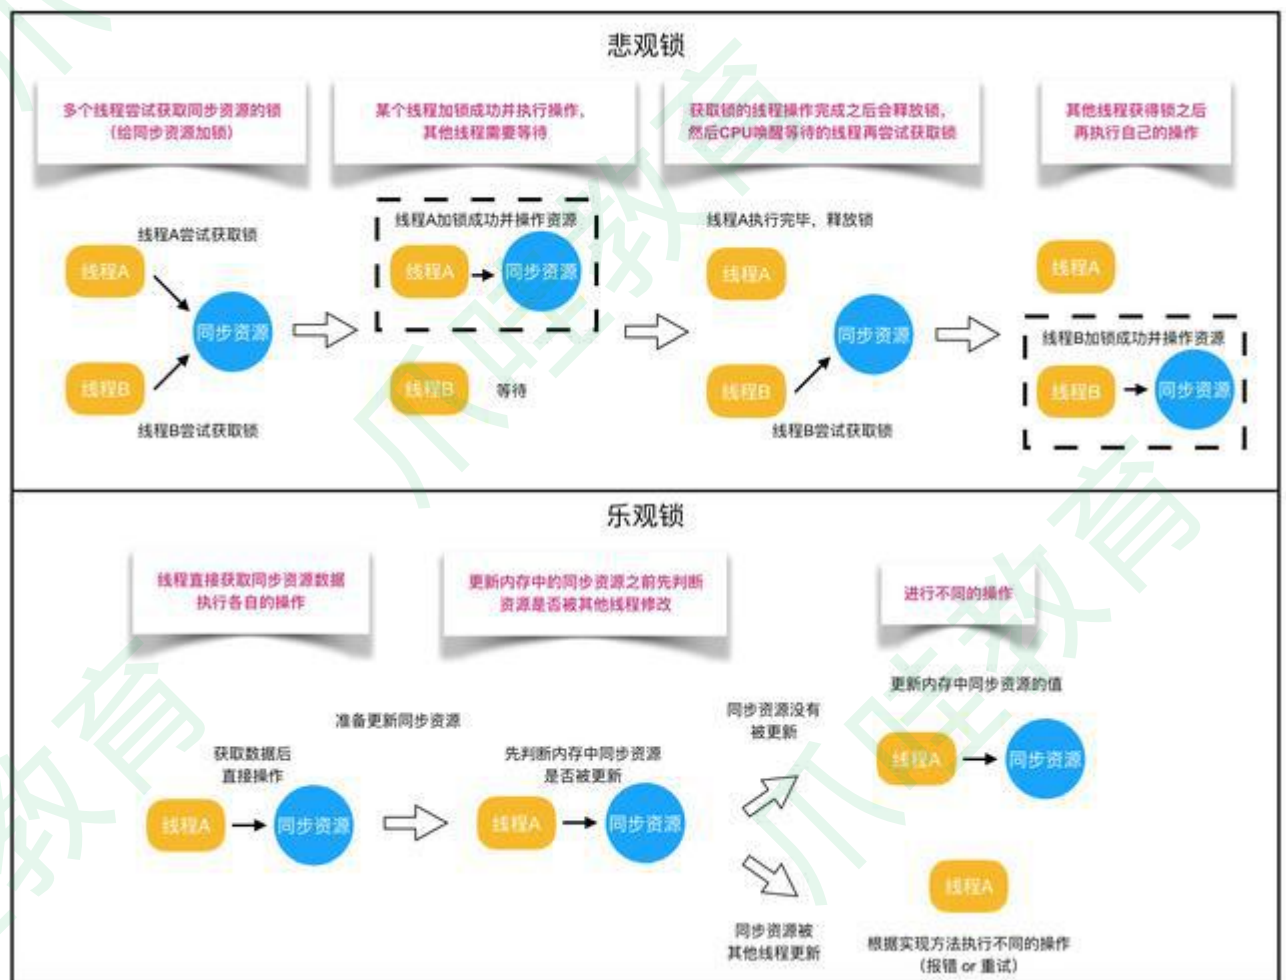 悲观锁
多个线程尝试获取同步资源的锁
（给同步资源加锁）
某个线程加锁成功并执行操作，
其他线程需要等待
获取锁的线程操作完成之后会释放锁，
然后CPU唤醒等待的线程再尝试获取锁
其他线程获得锁之后
再执行自己的操作
线程A尝试获取锁
线程A
同步资源
线程B
线程B尝试获取锁
线程A加锁成功并操作资源
线程A
同步资源
线程B
等待
线程A执行完毕，释放锁
线程A
同步资源
线程B
线程B尝试获取锁
线程A
线程B加锁成功并操作资源
线程B
同步资源
乐观锁
线程直接获取同步资源数据
执行各自的操作
更新内存中的同步资源之前先判断
资源是否被其他线程修改
进行不同的操作
获取数据后
直接操作
线程A
同步资源
准备更新同步资源
先判断内存中同步资源
是否被更新
线程A
同步资源
同步资源没有
被更新
更新内存中同步资源的值
线程A
同步资源
同步资源被
其他线程更新
线程A
根据实现方法执行不同的操作
（报错 or 重试）
爪哇教育
爪哇教育
教育